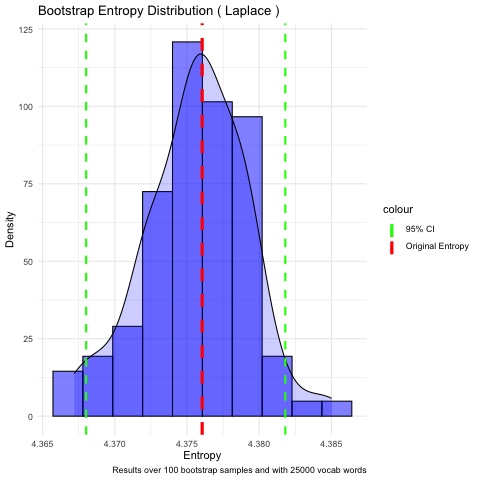 Bootstrap Entropy Distribution ( Laplace )
125
100
75
50
25
0
Density
4.365 4.370 4.375 4.380 4.385
Entropy
Results over 100 bootstrap samples and with 25000 vocab words
colour
95% CI
Original Entropy